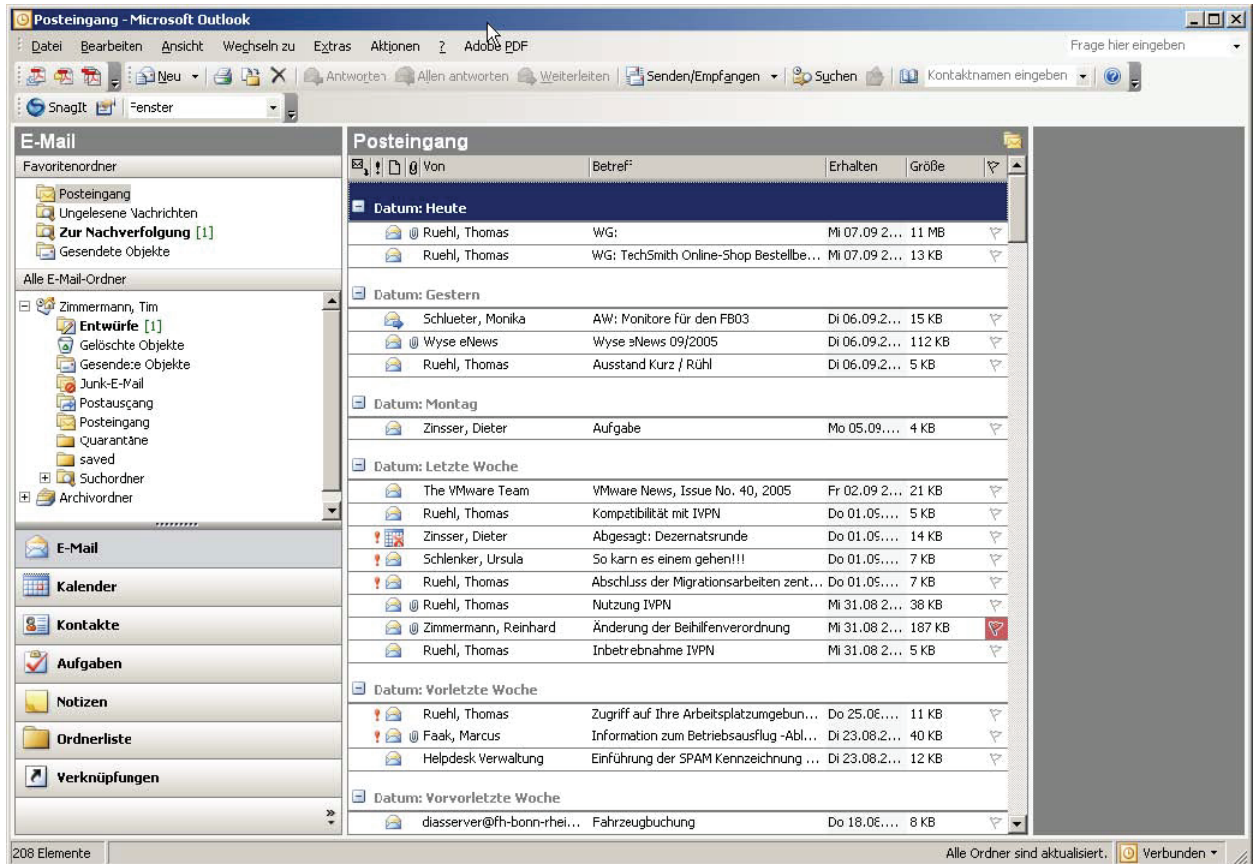 Posteingang - Microsoft Outlook
Datei Bearbeiten Ansicht Wechseln zu Extras Aktionen ? Adobe PDF Frage hier eingeben
Neu Antworten Allen antworten Weiterleiten Senden/Empfangen Suchen Kontaktnamen eingeben
SnagIt Fenster
E-Mail
Favoritenordner
Posteingang
Ungelesene Nachrichten
Zur Nachverfolgung [1]
Gesendete Objekte
Alle E-Mail-Ordner
Zimmermann, Tim
Entwürfe [1]
Gelöschte Objekte
Gesendete Objekte
Junk-E-Mail
Postausgang
Posteingang
Quarantäne
saved
Suchordner
Archivordner
E-Mail
Kalender
Kontakte
Aufgaben
Notizen
Ordnerliste
Verknüpfungen
Posteingang
Von Betreff Erhalten Größe
Datum: Heute
Ruehl, Thomas WG: Mi 07.09 2... 11 MB
Ruehl, Thomas WG: TechSmith Online-Shop Bestellbe... Mi 07.09 2... 13 KB
Datum: Gestern
Schlueter, Monika AW: Monitore für den FB03 Di 06.09.2... 15 KB
Wyse eNews Wyse eNews 09/2005 Di 06.09.2... 112 KB
Ruehl, Thomas Ausstand Kurz / Rühl Di 06.09.2... 5 KB
Datum: Montag
Zinsser, Dieter Aufgabe Mo 05.09.... 4 KB
Datum: Letzte Woche
The VMware Team VMware News, Issue No. 40, 2005 Fr 02.09 2... 21 KB
Ruehl, Thomas Kompatibilität mit IVPN Do 01.09.... 5 KB
Zinsser, Dieter Abgesagt: Dezernatsrunde Do 01.09.... 14 KB
Schlenker, Ursula So kann es einem gehen!!! Do 01.09.... 7 KB
Ruehl, Thomas Abschluss der Migrationsarbeiten zent... Do 01.09.... 7 KB
Ruehl, Thomas Nutzung IVPN Mi 31.08 2... 38 KB
Zimmermann, Reinhard Änderung der Beihilfenverordnung Mi 31.08 2... 187 KB
Ruehl, Thomas Inbetriebnahme IVPN Mi 31.08 2... 5 KB
Datum: Vorletzte Woche
Ruehl, Thomas Zugriff auf Ihre Arbeitsplatzumgebun... Do 25.08.... 11 KB
Faak, Marcus Information zum Betriebsausflug -Abl... Di 23.08.2... 40 KB
Helpdesk Verwaltung Einführung der SPAM Kennzeichnung ... Di 23.08.2... 12 KB
Datum: Vorvorletzte Woche
diasserver@fh-bonn-rhei... Fahrzeugbuchung Do 18.08.... 8 KB
208 Elemente Alle Ordner sind aktualisiert. Verbunden